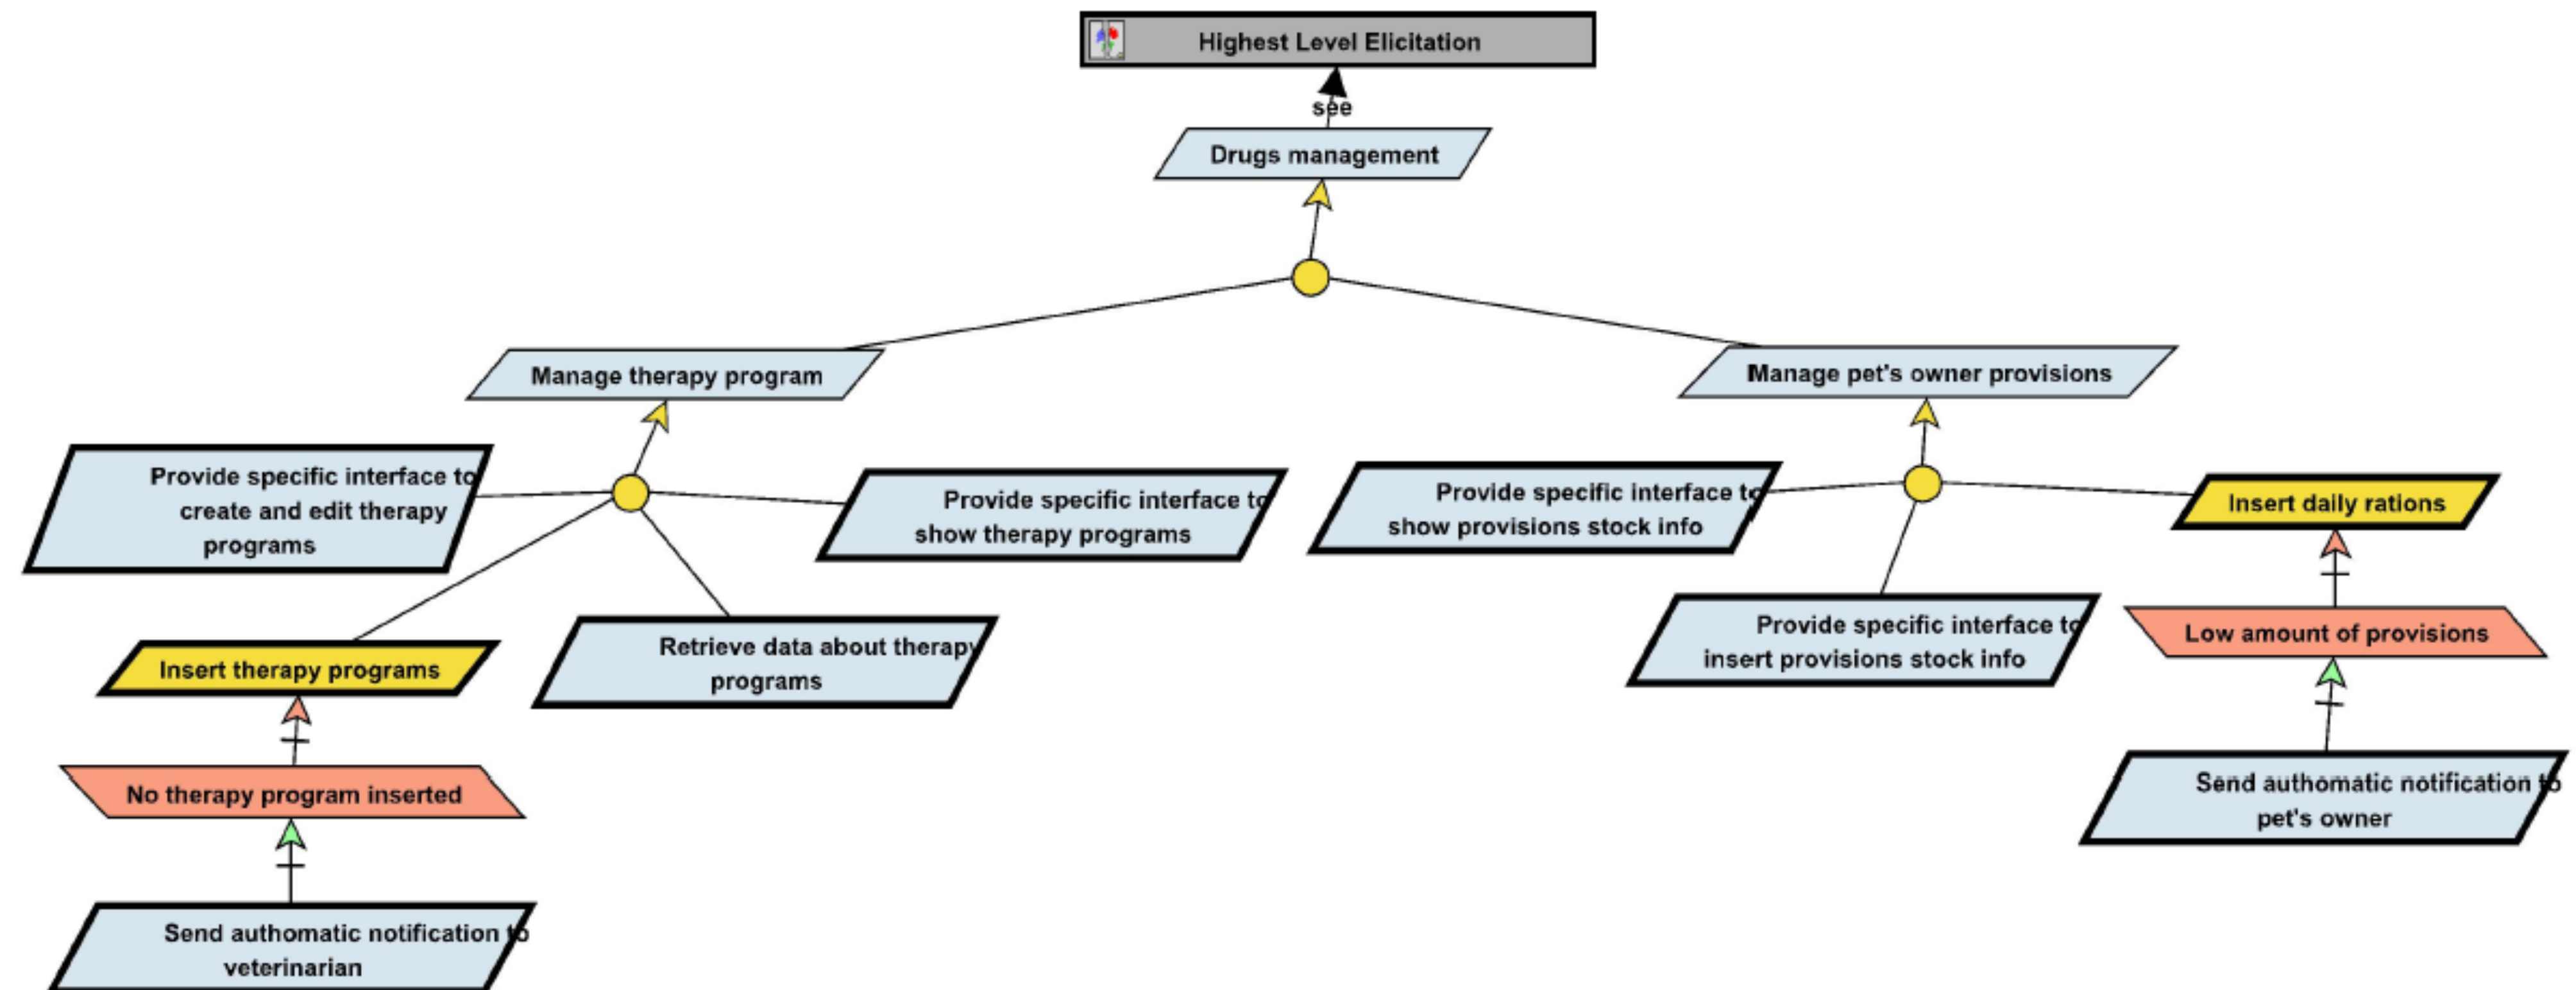 Highest Level Elicitation
see
Drugs management
Manage therapy program
Manage pet's owner provisions
Provide specific interface to
create and edit therapy
programs
Provide specific interface to
show therapy programs
Provide specific interface to
show provisions stock info
Insert daily rations
Insert therapy programs
Retrieve data about therapy
programs
Provide specific interface to
insert provisions stock info
Low amount of provisions
No therapy program inserted
Send authomatic notification to
pet's owner
Send authomatic notification to
veterinarian